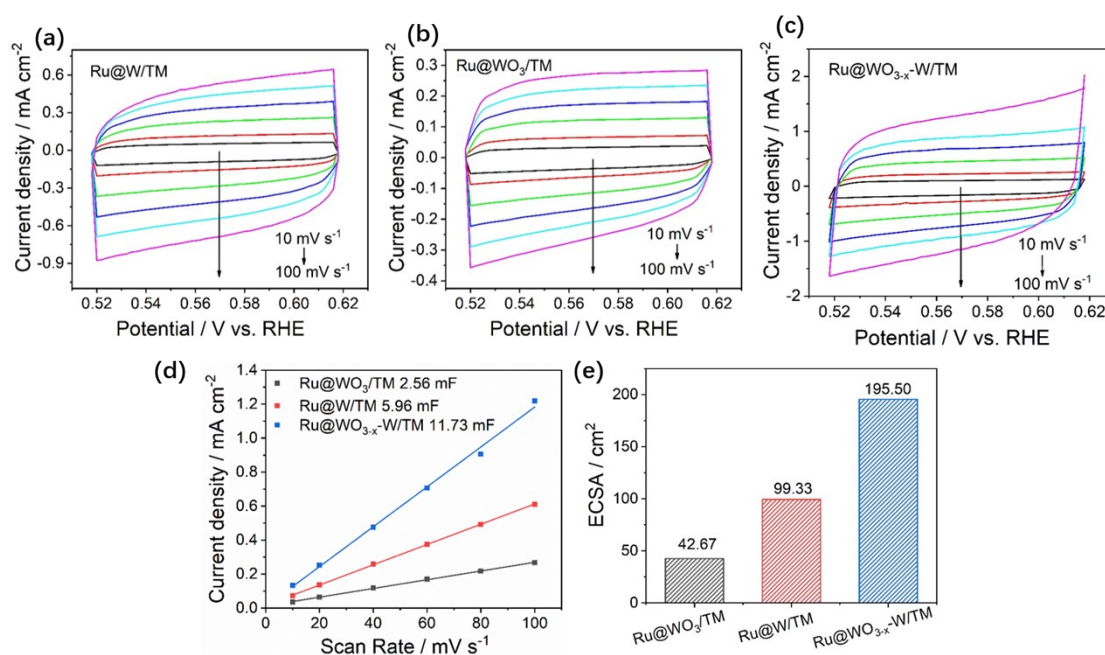 (a)
Ru@W/TM
Current density / mA cm⁻²
0.6
0.3
0.0
-0.3
-0.6
-0.9
10 mV s⁻¹
100 mV s⁻¹
0.52 0.54 0.56 0.58 0.60 0.62
Potential / V vs. RHE
(b)
Ru@WO₃/TM
Current density / mA cm⁻²
0.3
0.2
0.1
0.0
-0.1
-0.2
-0.3
-0.4
10 mV s⁻¹
100 mV s⁻¹
0.52 0.54 0.56 0.58 0.60 0.62
Potential / V vs. RHE
(c)
Ru@WO₃₋ₓ-W/TM
Current density / mA cm⁻²
2
1
0
-1
-2
10 mV s⁻¹
100 mV s⁻¹
0.52 0.54 0.56 0.58 0.60 0.62
Potential / V vs. RHE
(d)
Current density / mA cm⁻²
1.4
1.2
1.0
0.8
0.6
0.4
0.2
0.0
Ru@WO₃/TM 2.56 mF
Ru@W/TM 5.96 mF
Ru@WO₃₋ₓ-W/TM 11.73 mF
0 20 40 60 80 100
Scan Rate / mV s⁻¹
(e)
ECSA / cm²
200
150
100
50
0
42.67
99.33
195.50
Ru@WO₃/TM
Ru@W/TM
Ru@WO₃₋ₓ-W/TM